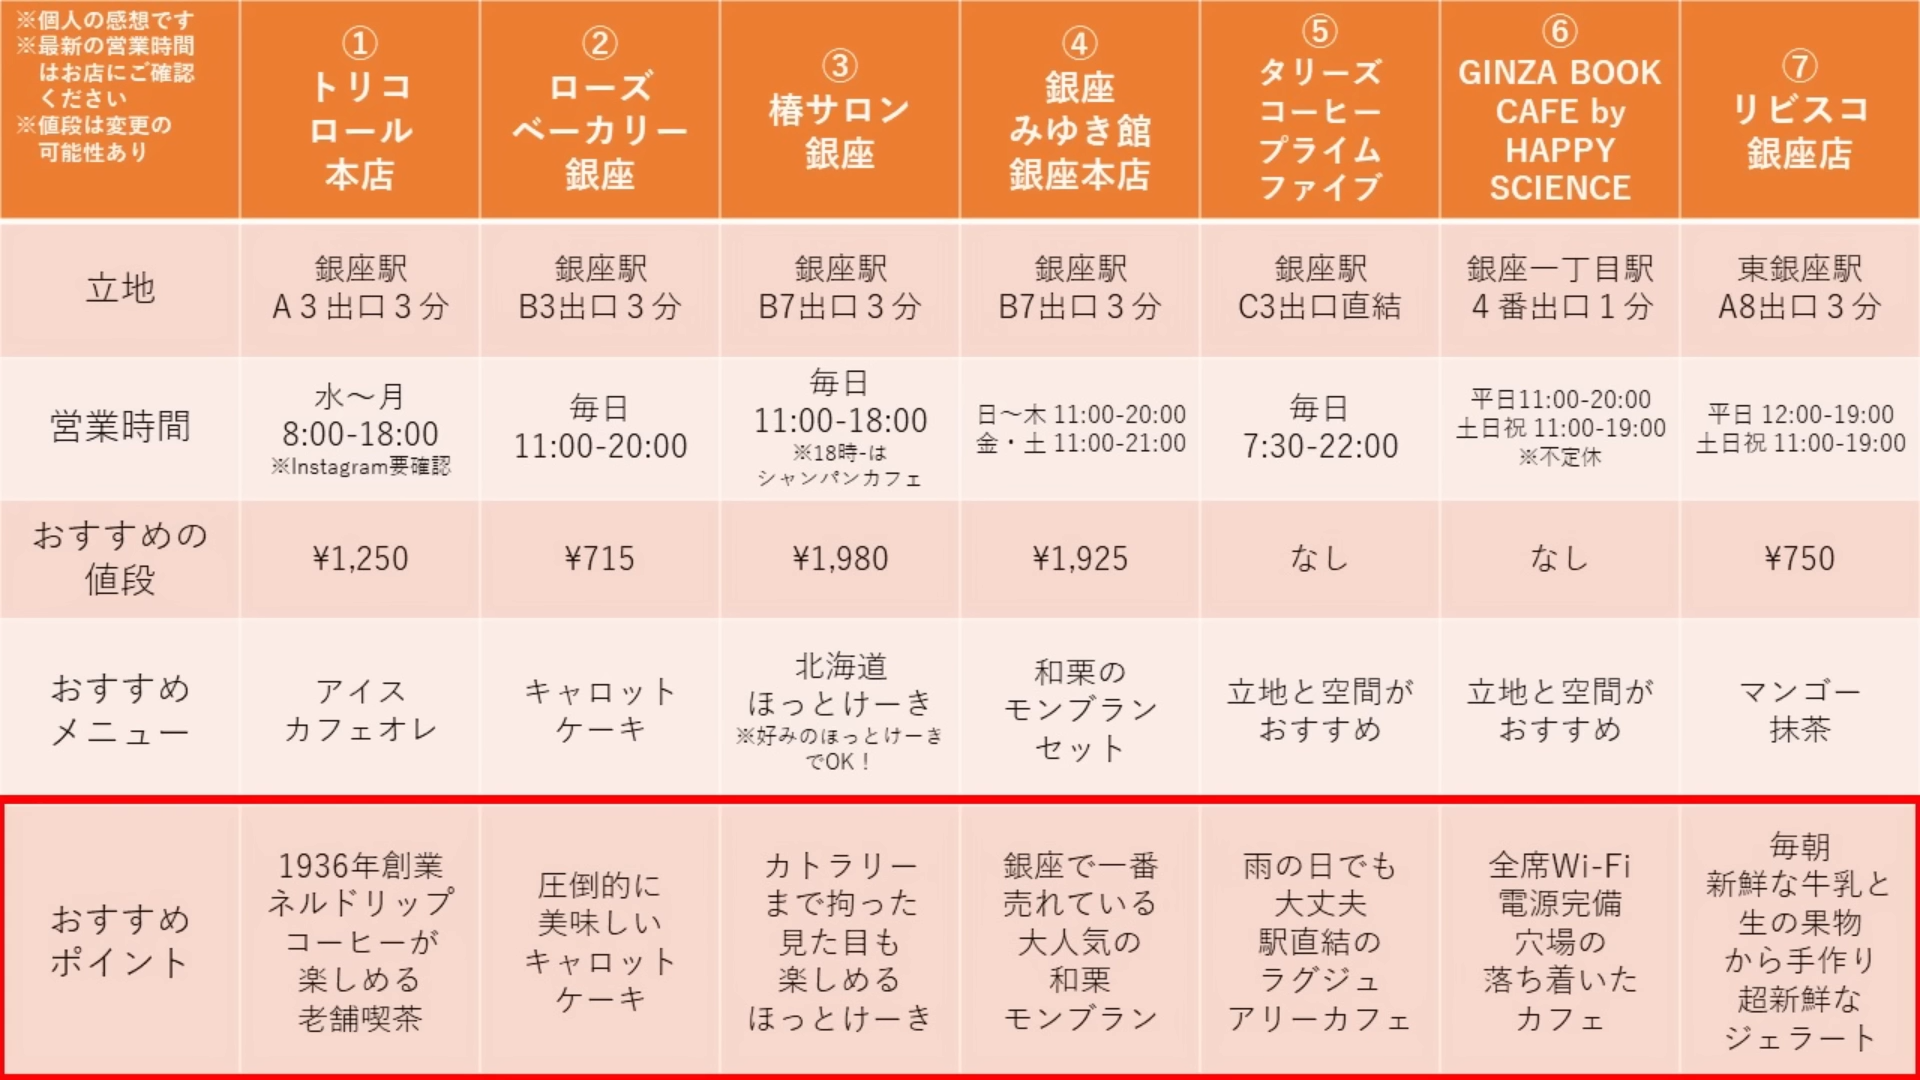 ※個人の感想です
※最新の営業時間
はお店にご確認
ください
※値段は変更の
可能性あり
①
トリコ
ロール
本店
②
ローズ
ベーカリー
銀座
③
椿サロン
銀座
④
銀座
みゆき館
銀座本店
⑤
タリーズ
コーヒー
プライム
ファイブ
⑥
GINZA BOOK
CAFE by
HAPPY
SCIENCE
⑦
リビスコ
銀座店
立地
銀座駅
A３出口３分
銀座駅
B3出口３分
銀座駅
B7出口３分
銀座駅
B7出口３分
銀座駅
C3出口直結
銀座一丁目駅
４番出口１分
東銀座駅
A8出口３分
営業時間
水～月
8:00-18:00
※Instagram要確認
毎日
11:00-20:00
毎日
11:00-18:00
※18時-は
シャンパンカフェ
日～木 11:00-20:00
金・土 11:00-21:00
毎日
7:30-22:00
平日11:00-20:00
土日祝 11:00-19:00
※不定休
平日 12:00-19:00
土日祝 11:00-19:00
おすすめの
値段
¥1,250
¥715
¥1,980
¥1,925
なし
なし
¥750
おすすめ
メニュー
アイス
カフェオレ
キャロット
ケーキ
北海道
ほっとけーき
※好みのほっとけーき
でOK！
和栗の
モンブラン
セット
立地と空間が
おすすめ
立地と空間が
おすすめ
マンゴー
抹茶
おすすめ
ポイント
1936年創業
ネルドリップ
コーヒーが
楽しめる
老舗喫茶
圧倒的に
美味しい
キャロット
ケーキ
カトラリー
まで拘った
見た目も
楽しめる
ほっとけーき
銀座で一番
売れている
大人気の
和栗
モンブラン
雨の日でも
大丈夫
駅直結の
ラグジュ
アリーカフェ
全席Wi-Fi
電源完備
穴場の
落ち着いた
カフェ
毎朝
新鮮な牛乳と
生の果物
から手作り
超新鮮な
ジェラート